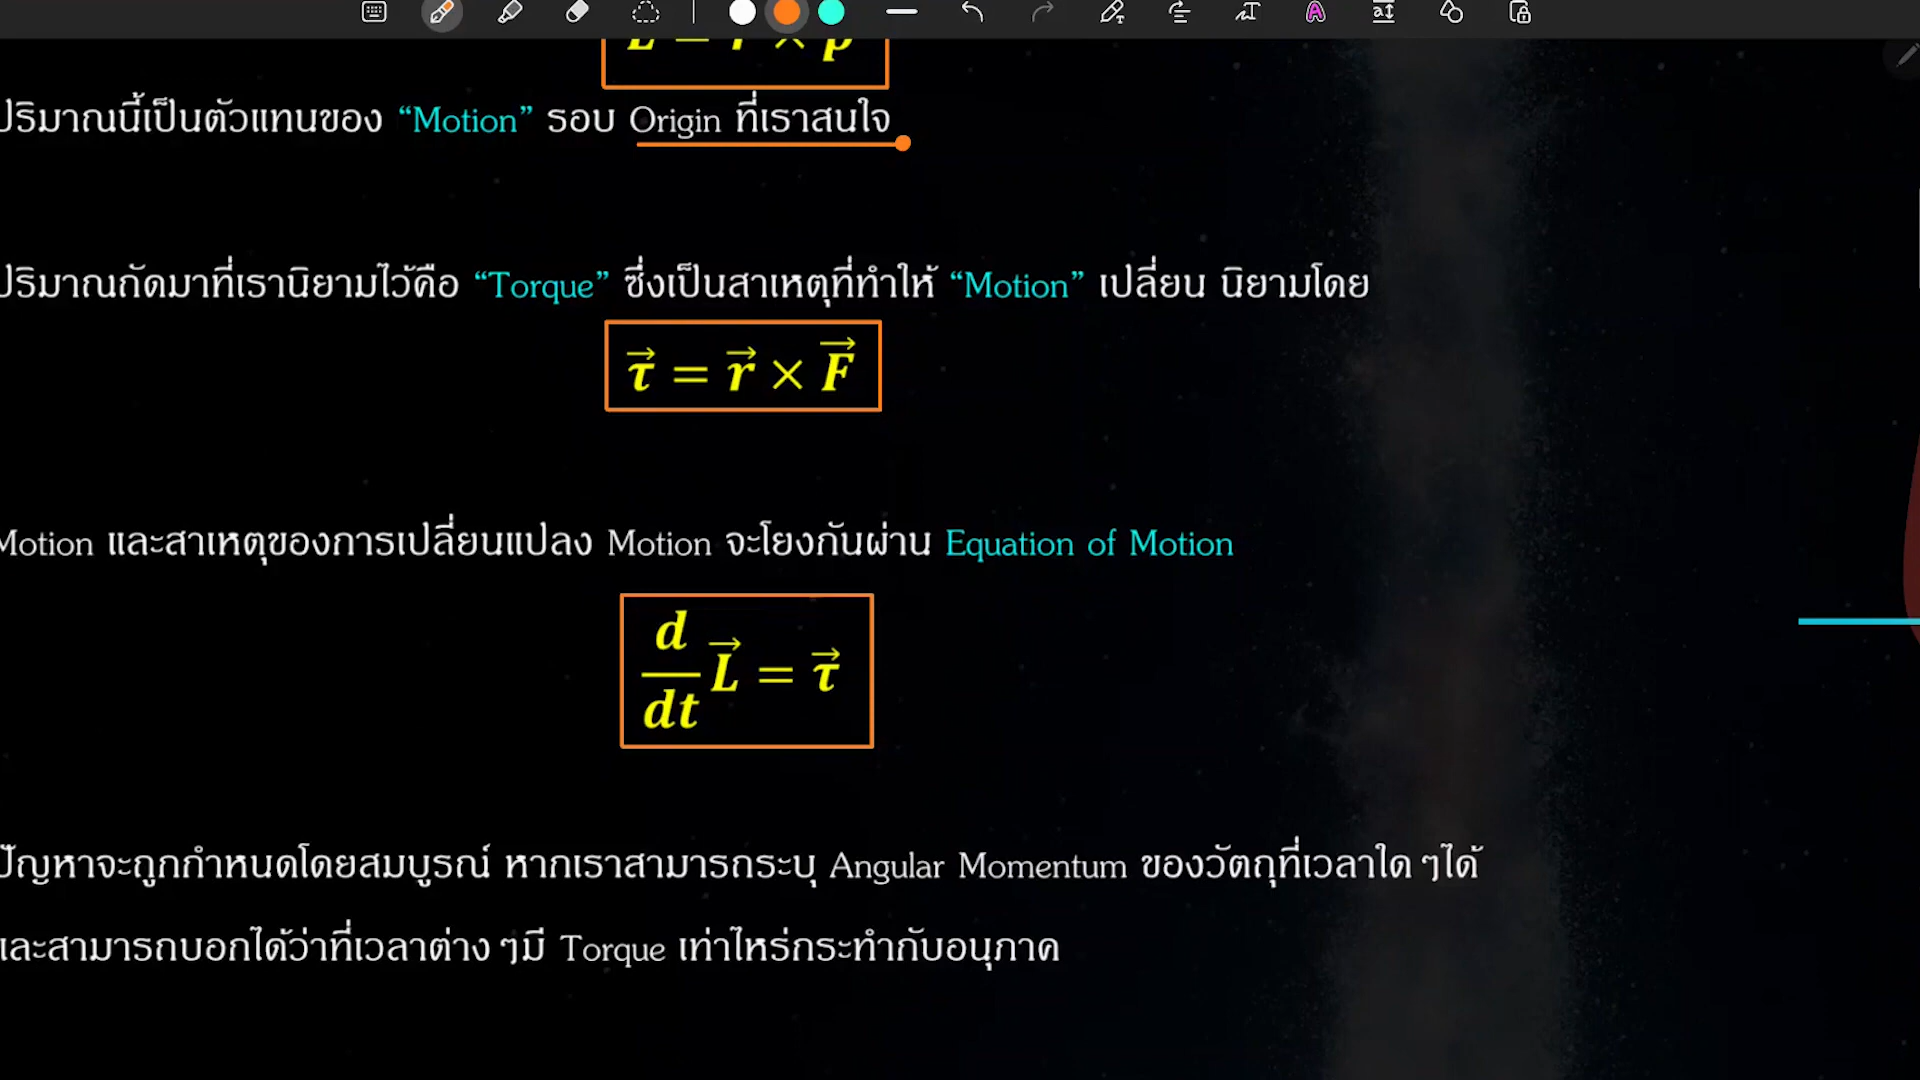 ปริมาณนี้เป็นตัวแทนของ “Motion” รอบ Origin ที่เราสนใจ
ปริมาณถัดมาที่เรานิยามไว้คือ “Torque” ซึ่งเป็นสาเหตุที่ทำให้ “Motion” เปลี่ยน นิยามโดย
$\vec{\tau} = \vec{r} \times \vec{F}$
Motion และสาเหตุของการเปลี่ยนแปลง Motion จะโยงกันผ่าน Equation of Motion
$\frac{d}{dt}\vec{L} = \vec{\tau}$
ปัญหาจะถูกกำหนดโดยสมบูรณ์ หากเราสามารถระบุ Angular Momentum ของวัตถุที่เวลาใด ๆได้
และสามารถบอกได้ว่าที่เวลาต่าง ๆมี Torque เท่าไหร่กระทำกับอนุภาค